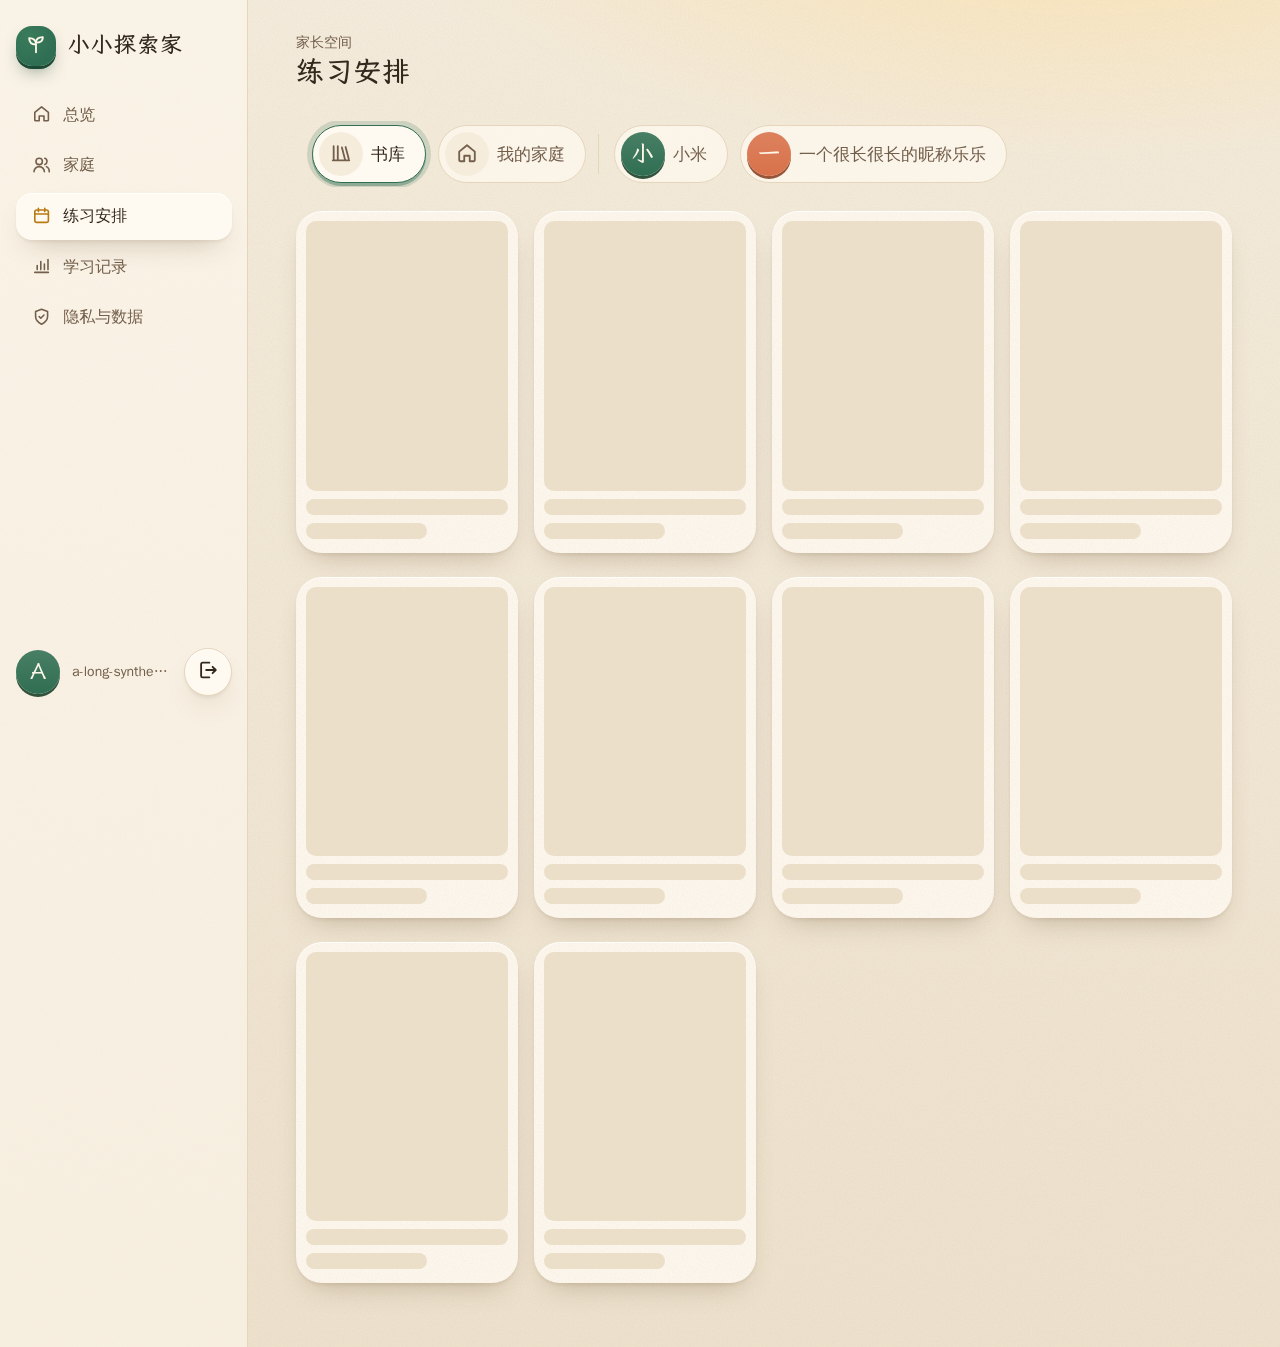 小小探索家
总览
家庭
练习安排
学习记录
隐私与数据
A
a-long-synthe…
家长空间
练习安排
书库
我的家庭
小 小米
一 一个很长很长的昵称乐乐